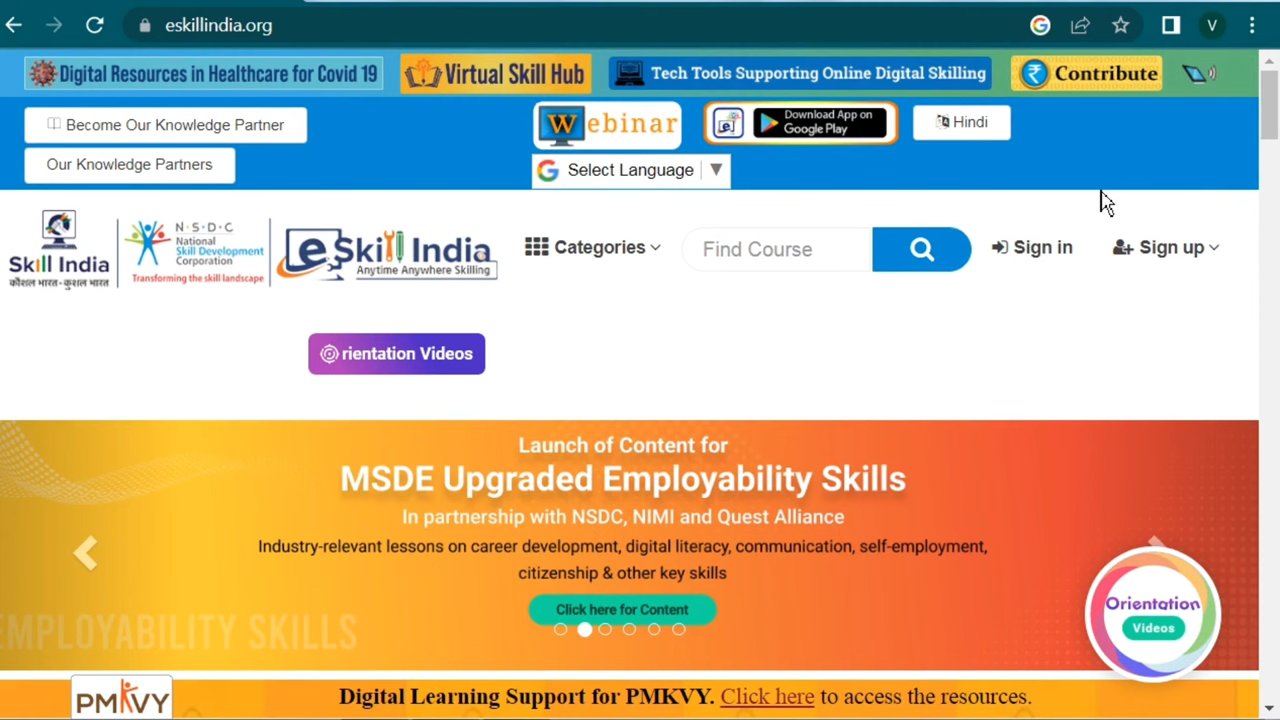 eskillindia.org
V
Digital Resources in Healthcare for Covid 19
Virtual Skill Hub
Tech Tools Supporting Online Digital Skilling
Contribute
Become Our Knowledge Partner
Webinar
Download App on
Google Play
Hindi
Our Knowledge Partners
Select Language
Skill India
कौशल भारत-कुशल भारत
N·S·D·C
National
Skill Development
Corporation
Transforming the skill landscape
eSkill India
Anytime Anywhere Skilling
Categories
Find Course
Sign in
Sign up
rientation Videos
Launch of Content for
MSDE Upgraded Employability Skills
In partnership with NSDC, NIMI and Quest Alliance
Industry-relevant lessons on career development, digital literacy, communication, self-employment,
citizenship & other key skills
Click here for Content
EMPLOYABILITY SKILLS
Orientation
Videos
PMKVY
Digital Learning Support for PMKVY. Click here to access the resources.